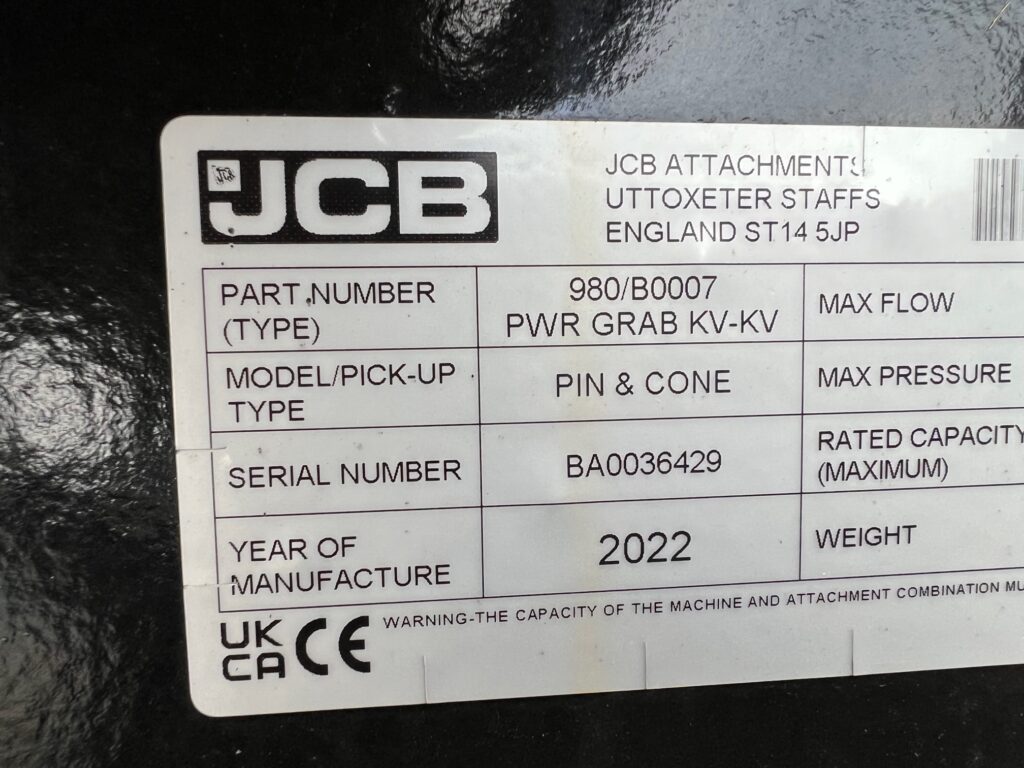 JCB
JCB ATTACHMENTS
UTTOXETER STAFFS
ENGLAND ST14 5JP
PART NUMBER
(TYPE)
980/B0007
PWR GRAB KV-KV
MAX FLOW
MODEL/PICK-UP
TYPE
PIN & CONE
MAX PRESSURE
SERIAL NUMBER
BA0036429
RATED CAPACITY
(MAXIMUM)
YEAR OF
MANUFACTURE
2022
WEIGHT
UK
CA
CE
WARNING-THE CAPACITY OF THE MACHINE AND ATTACHMENT COMBINATION MU